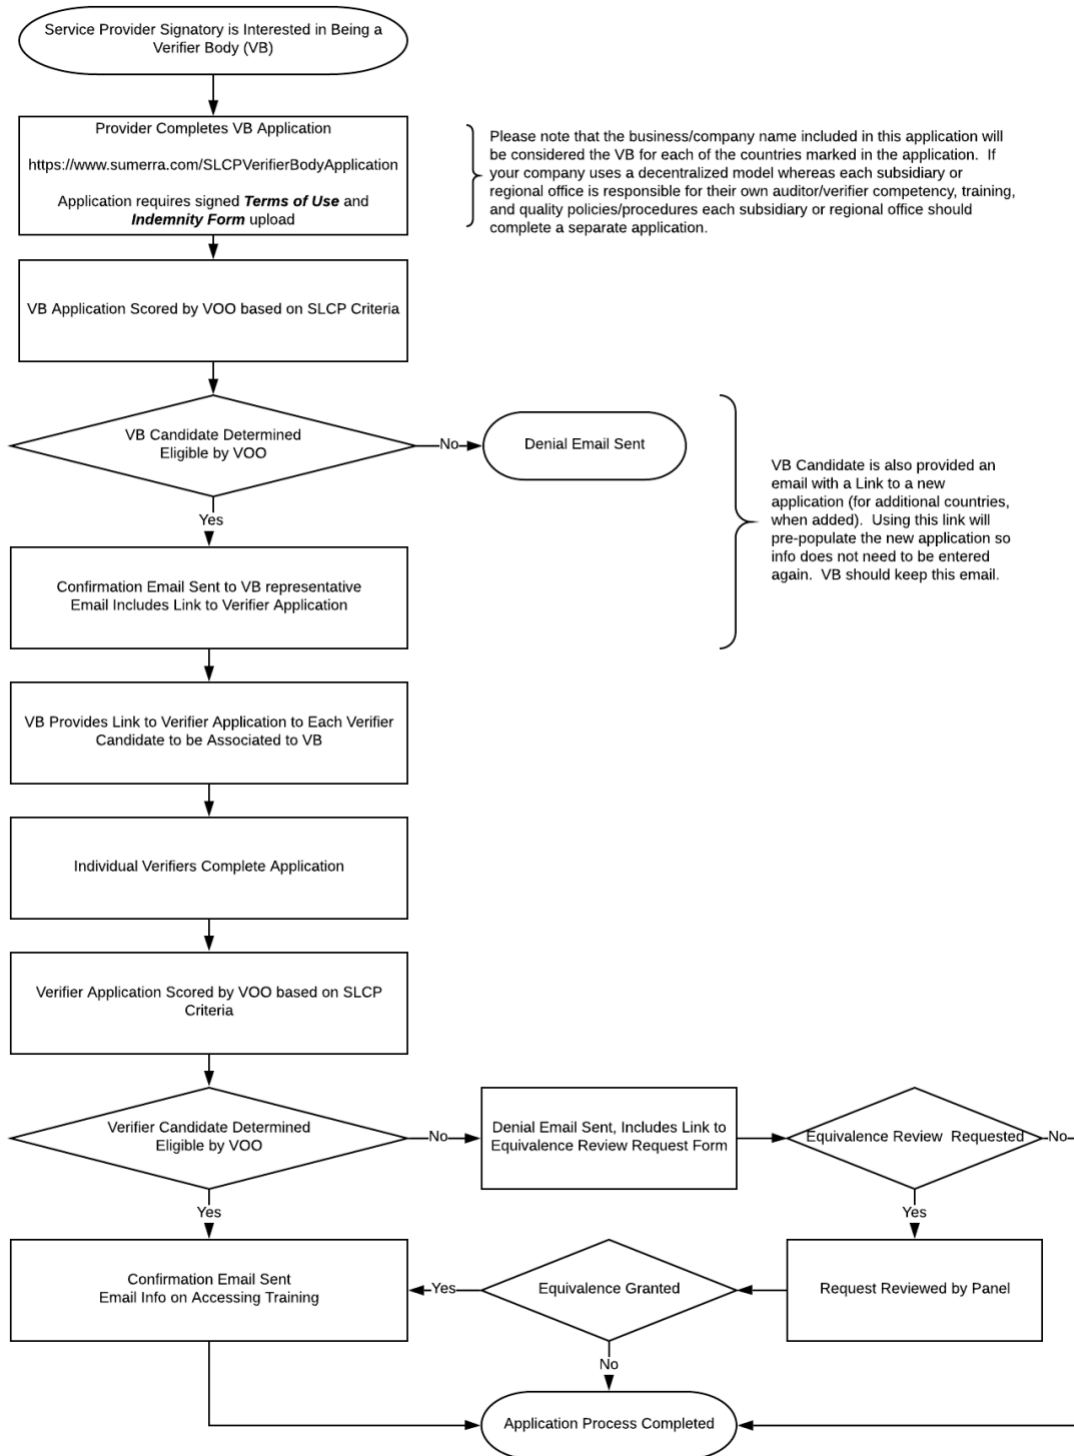 Service Provider Signatory is Interested in Being a
Verifier Body (VB)
Provider Completes VB Application
https://www.sumerra.com/SLCPVerifierBodyApplication
Application requires signed Terms of Use and
Indemnity Form upload
Please note that the business/company name included in this application will
be considered the VB for each of the countries marked in the application. If
your company uses a decentralized model whereas each subsidiary or
regional office is responsible for their own auditor/verifier competency, training,
and quality policies/procedures each subsidiary or regional office should
complete a separate application.
VB Application Scored by VOO based on SLCP Criteria
VB Candidate Determined
Eligible by VOO
No
Denial Email Sent
Yes
VB Candidate is also provided an
email with a Link to a new
application (for additional countries,
when added). Using this link will
pre-populate the new application so
info does not need to be entered
again. VB should keep this email.
Confirmation Email Sent to VB representative
Email Includes Link to Verifier Application
VB Provides Link to Verifier Application to Each Verifier
Candidate to be Associated to VB
Individual Verifiers Complete Application
Verifier Application Scored by VOO based on SLCP
Criteria
Verifier Candidate Determined
Eligible by VOO
No
Denial Email Sent, Includes Link to
Equivalence Review Request Form
Equivalence Review Requested
No
Yes
Yes
Confirmation Email Sent
Email Info on Accessing Training
Yes
Equivalence Granted
Request Reviewed by Panel
No
Application Process Completed